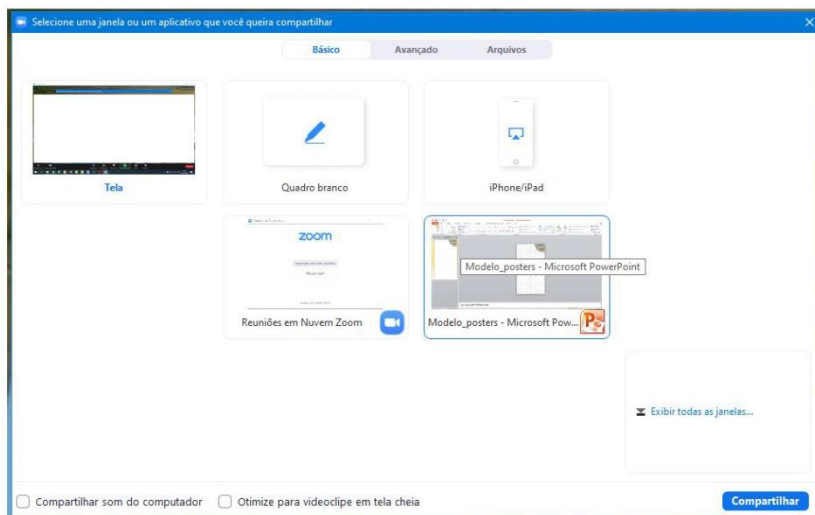 Selecione uma janela ou um aplicativo que você queira compartilhar
Básico Avançado Arquivos
Tela Quadro branco iPhone/iPad
zoom
Modelo_posters - Microsoft PowerPoint
Reuniões em Nuvem Zoom Modelo_posters - Microsoft Pow...
Exibir todas as janelas...
Compartilhar som do computador Otimize para videoclipe em tela cheia Compartilhar